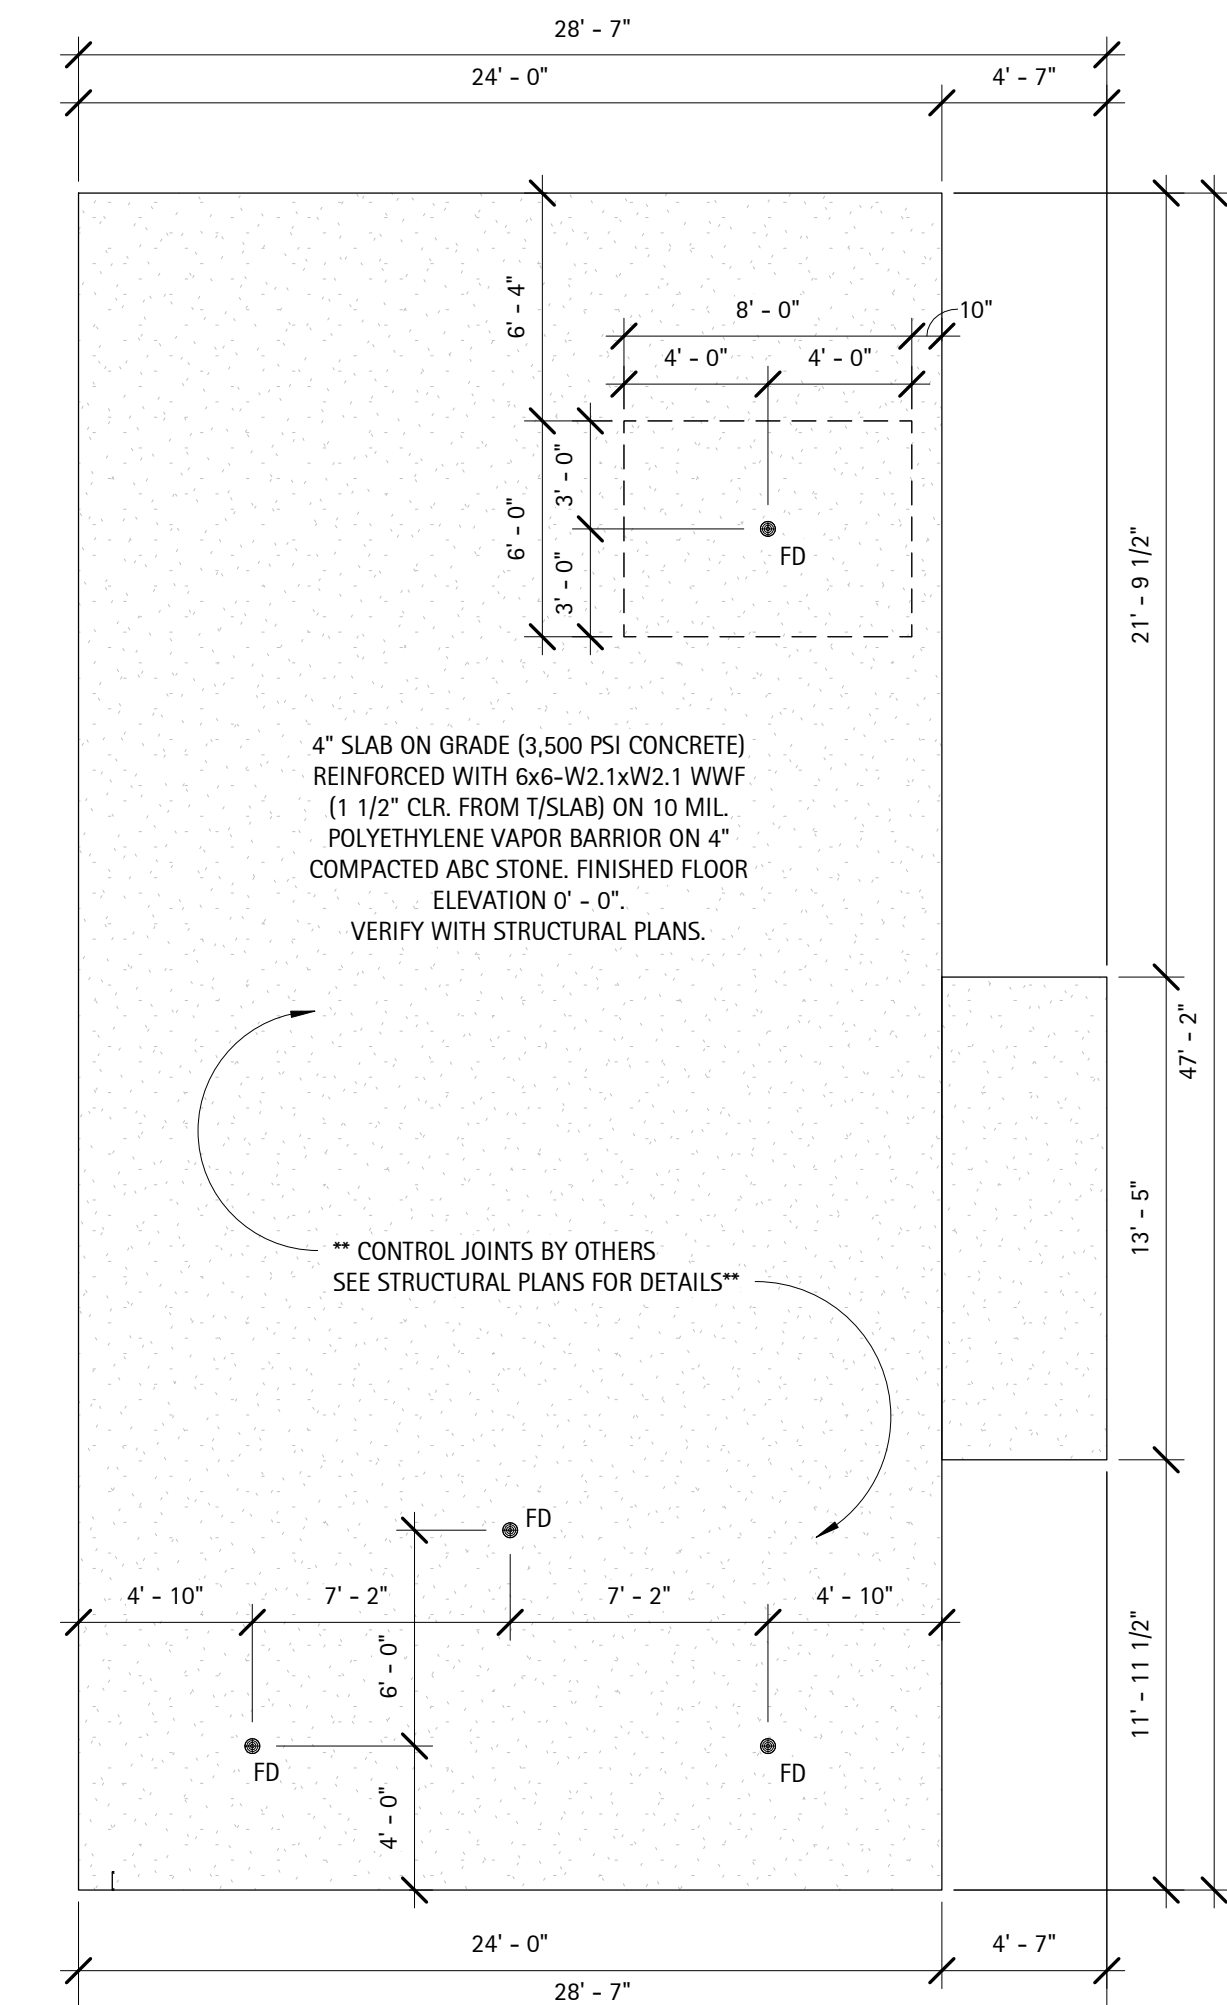 28' - 7"
24' - 0"
4' - 7"
6' - 4"
8' - 0"
10"
4' - 0"
4' - 0"
3' - 0"
6' - 0"
3' - 0"
FD
21' - 9 1/2"
4" SLAB ON GRADE (3,500 PSI CONCRETE)
REINFORCED WITH 6x6-W2.1xW2.1 WWF
(1 1/2" CLR. FROM T/SLAB) ON 10 MIL.
POLYETHYLENE VAPOR BARRIER ON 4"
COMPACTED ABC STONE. FINISHED FLOOR
ELEVATION 0' - 0".
VERIFY WITH STRUCTURAL PLANS.
47' - 2"
13' - 5"
** CONTROL JOINTS BY OTHERS
SEE STRUCTURAL PLANS FOR DETAILS**
FD
4' - 10"
7' - 2"
7' - 2"
4' - 10"
6' - 0"
11' - 11 1/2"
FD
FD
4' - 0"
24' - 0"
4' - 7"
28' - 7"